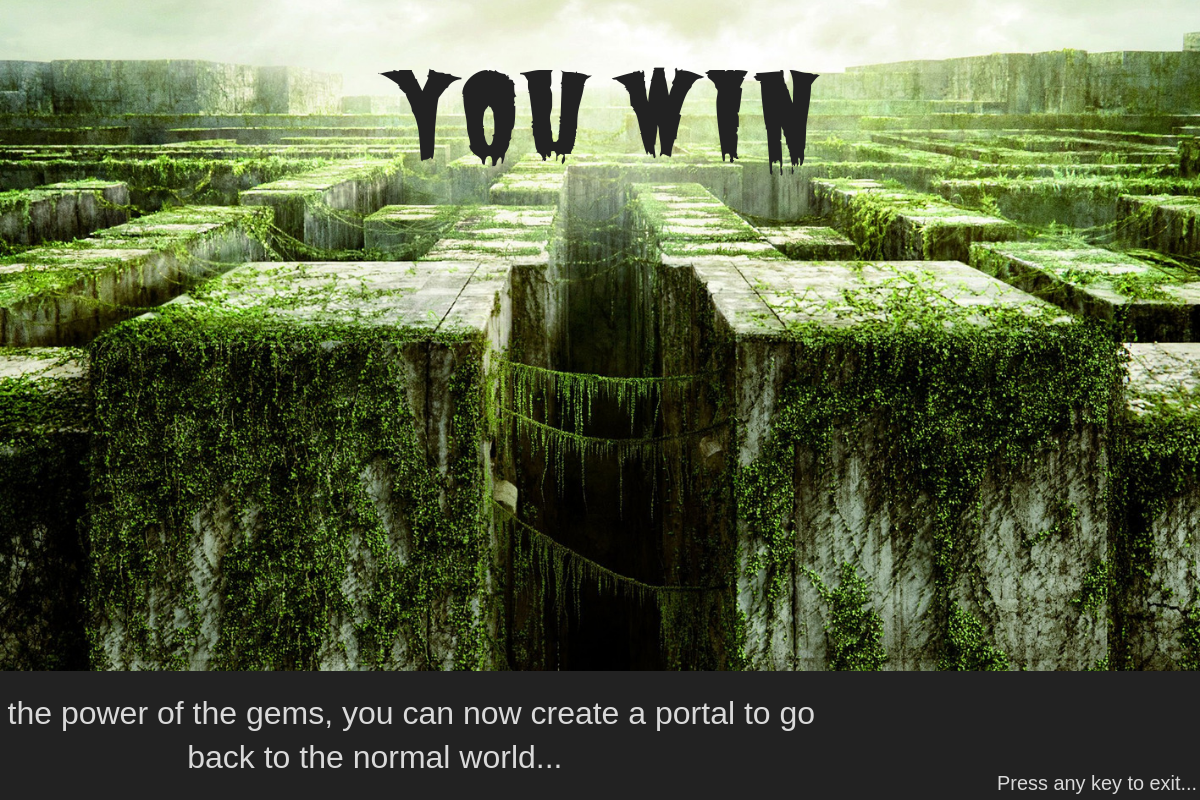 YOU WIN
the power of the gems, you can now create a portal to go
back to the normal world...
Press any key to exit...